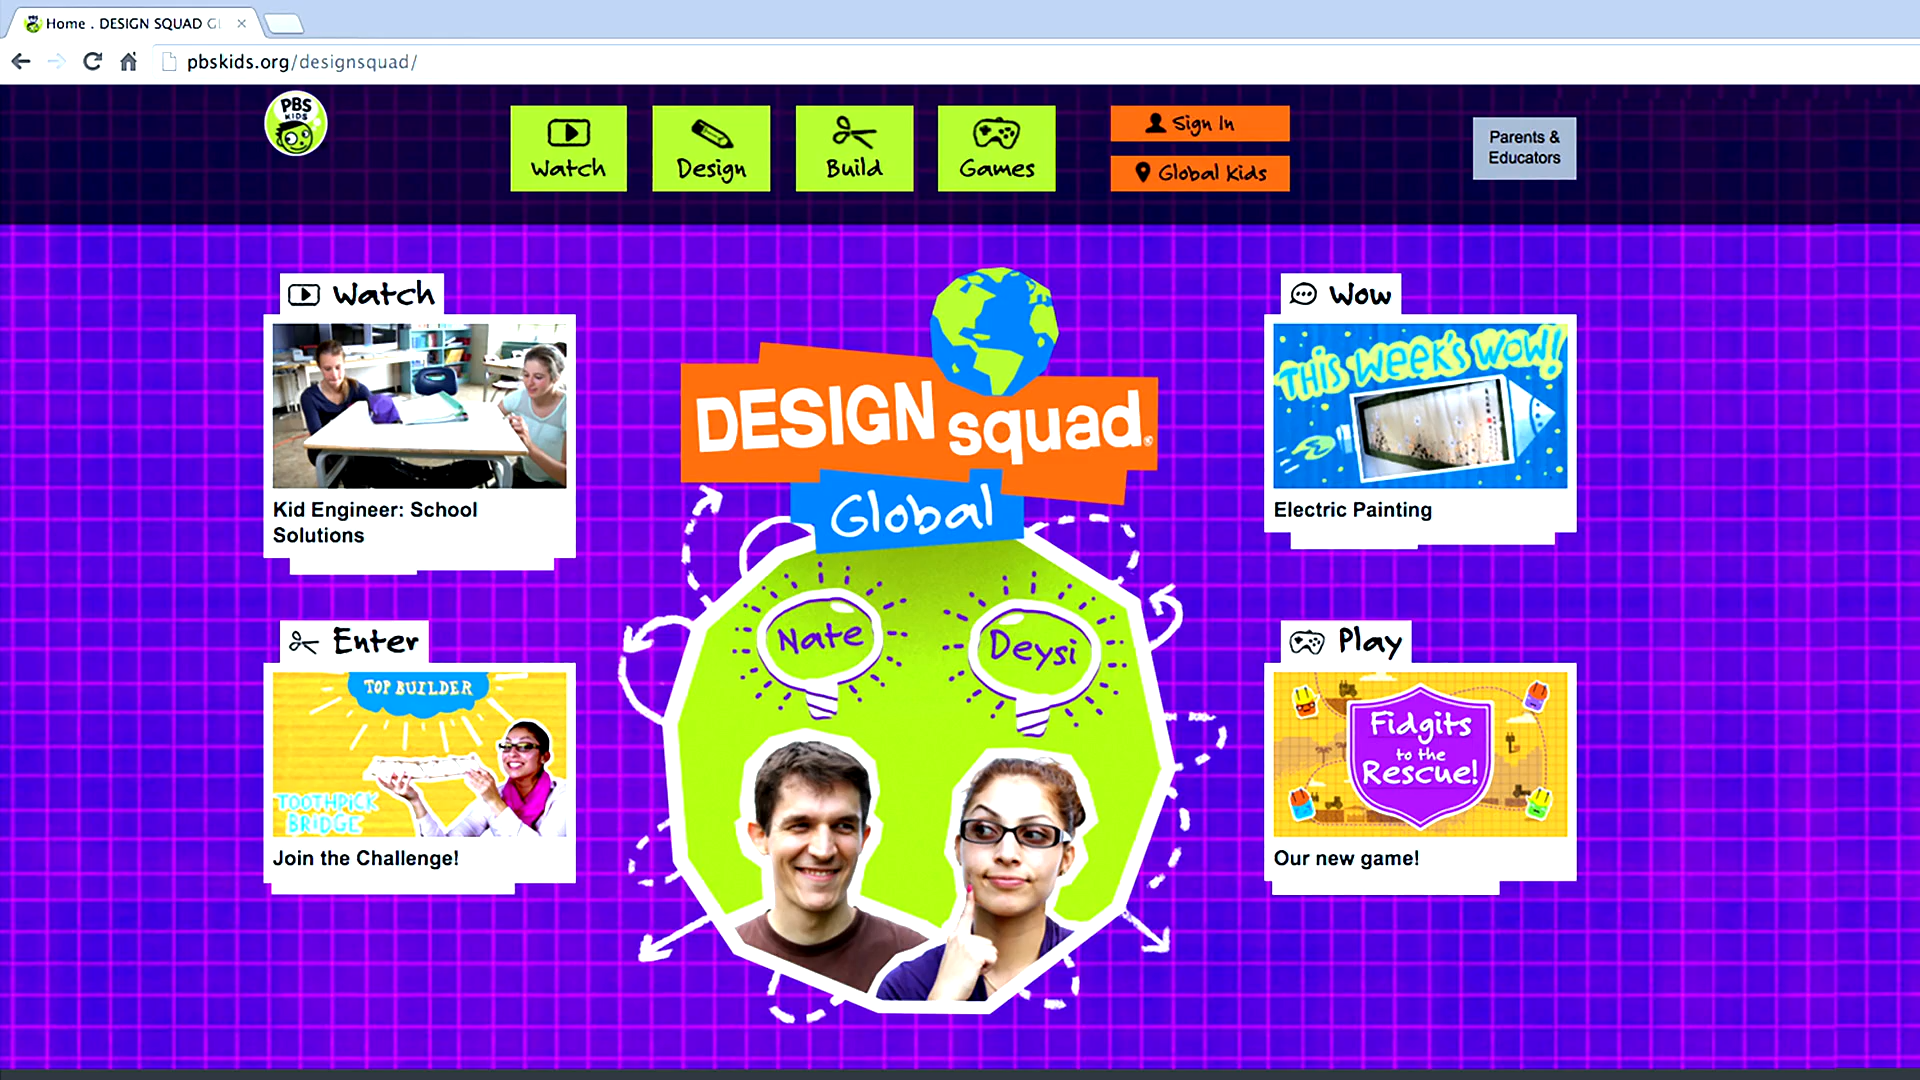 Home . DESIGN SQUAD G
pbskids.org/designsquad/
PBS
KIDS
Watch
Design
Build
Games
Sign In
Global Kids
Parents &
Educators
Watch
Kid Engineer: School
Solutions
Enter
TOP BUILDER
TOOTHPICK
BRIDGE
Join the Challenge!
DESIGN squad®
Global
Nate
Deysi
Wow
THIS WEEK'S WOW!
Electric Painting
Play
Fidgits
to the
Rescue!
Our new game!